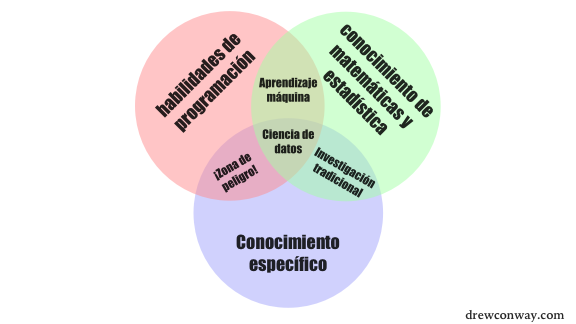 habilidades de
programación
conocimiento de
matemáticas y
estadística
Aprendizaje
máquina
Ciencia de
datos
¡Zona de
peligro!
Investigación
tradicional
Conocimiento
específico
drewconway.com